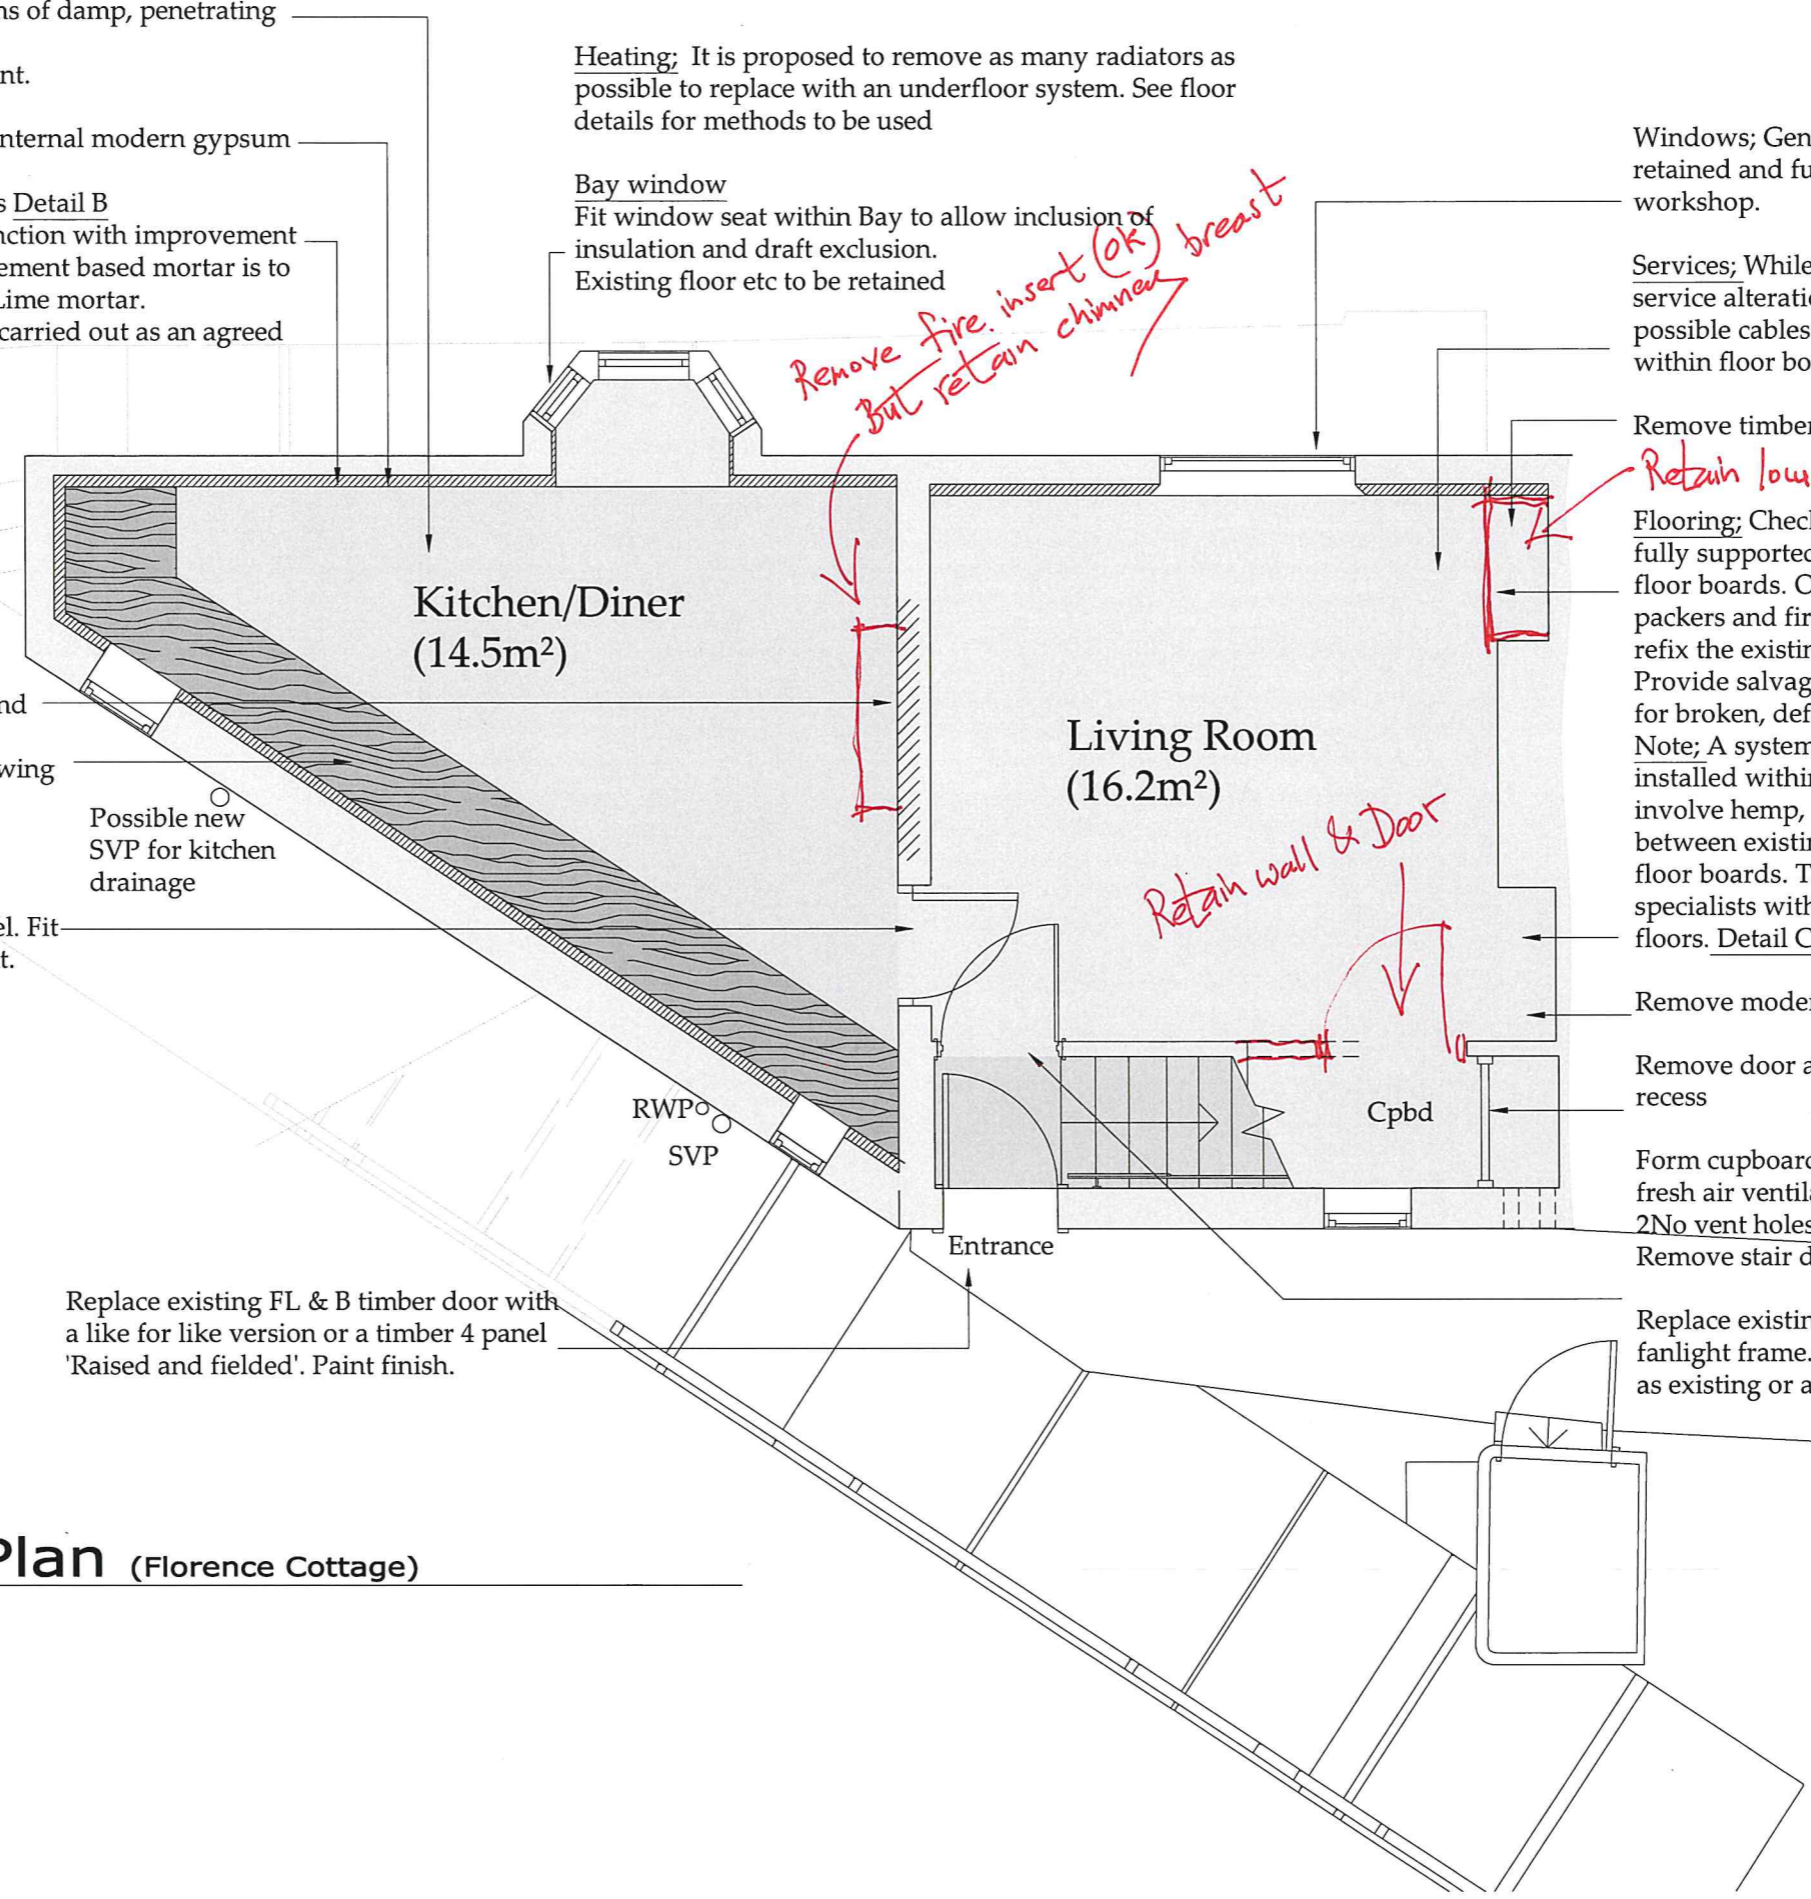 ns of damp, penetrating
nt.
nternal modern gypsum
s Detail B
nction with improvement
ement based mortar is to
Lime mortar.
carried out as an agreed
Heating; It is proposed to remove as many radiators as
possible to replace with an underfloor system. See floor
details for methods to be used
Bay window
Fit window seat within Bay to allow inclusion of
insulation and draft exclusion.
Existing floor etc to be retained
Remove fire insert (ok)
But retain chimney breast
Windows; Gen
retained and fu
workshop.
Services; While
service alteratio
possible cables
within floor bo
Remove timber
Retain low
Flooring; Check
fully supported
floor boards. C
packers and fir
refix the existin
Provide salvag
for broken, def
Note; A system
installed within
involve hemp,
between existin
floor boards. T
specialists with
floors. Detail C
Remove moder
Remove door a
recess
Form cupboard
fresh air ventila
2No vent holes
Remove stair d
Replace existin
fanlight frame.
as existing or a
Kitchen/Diner
(14.5m²)
Living Room
(16.2m²)
Retain wall & Door
nd
wing
Possible new
SVP for kitchen
drainage
el. Fit
t.
RWP
SVP
Cpbd
Entrance
Replace existing FL & B timber door with
a like for like version or a timber 4 panel
'Raised and fielded'. Paint finish.
Plan (Florence Cottage)